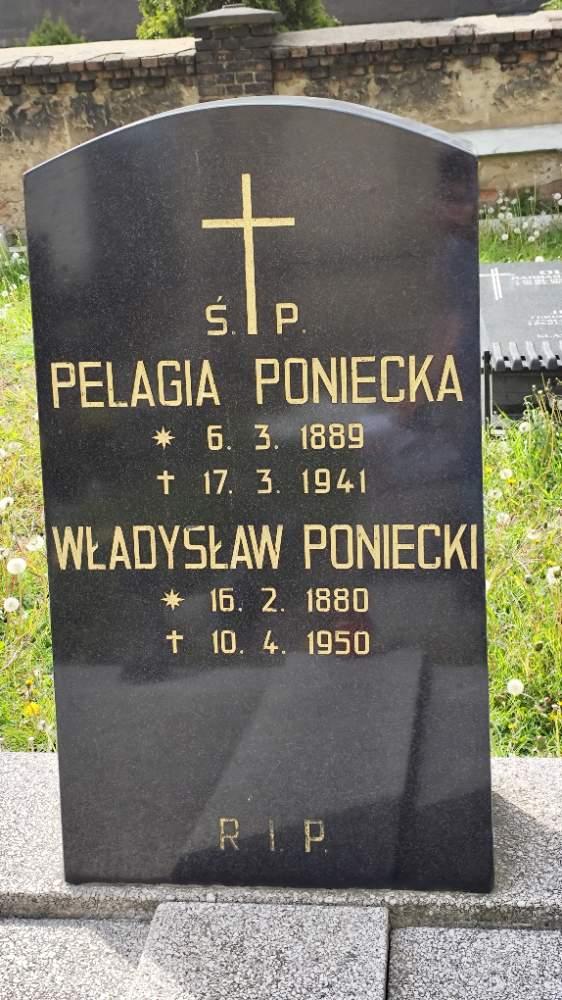 Ś. P.
PELAGIA PONIECKA
* 6. 3. 1889
† 17. 3. 1941
WŁADYSŁAW PONIECKI
* 16. 2. 1880
† 10. 4. 1950
R. I. P.